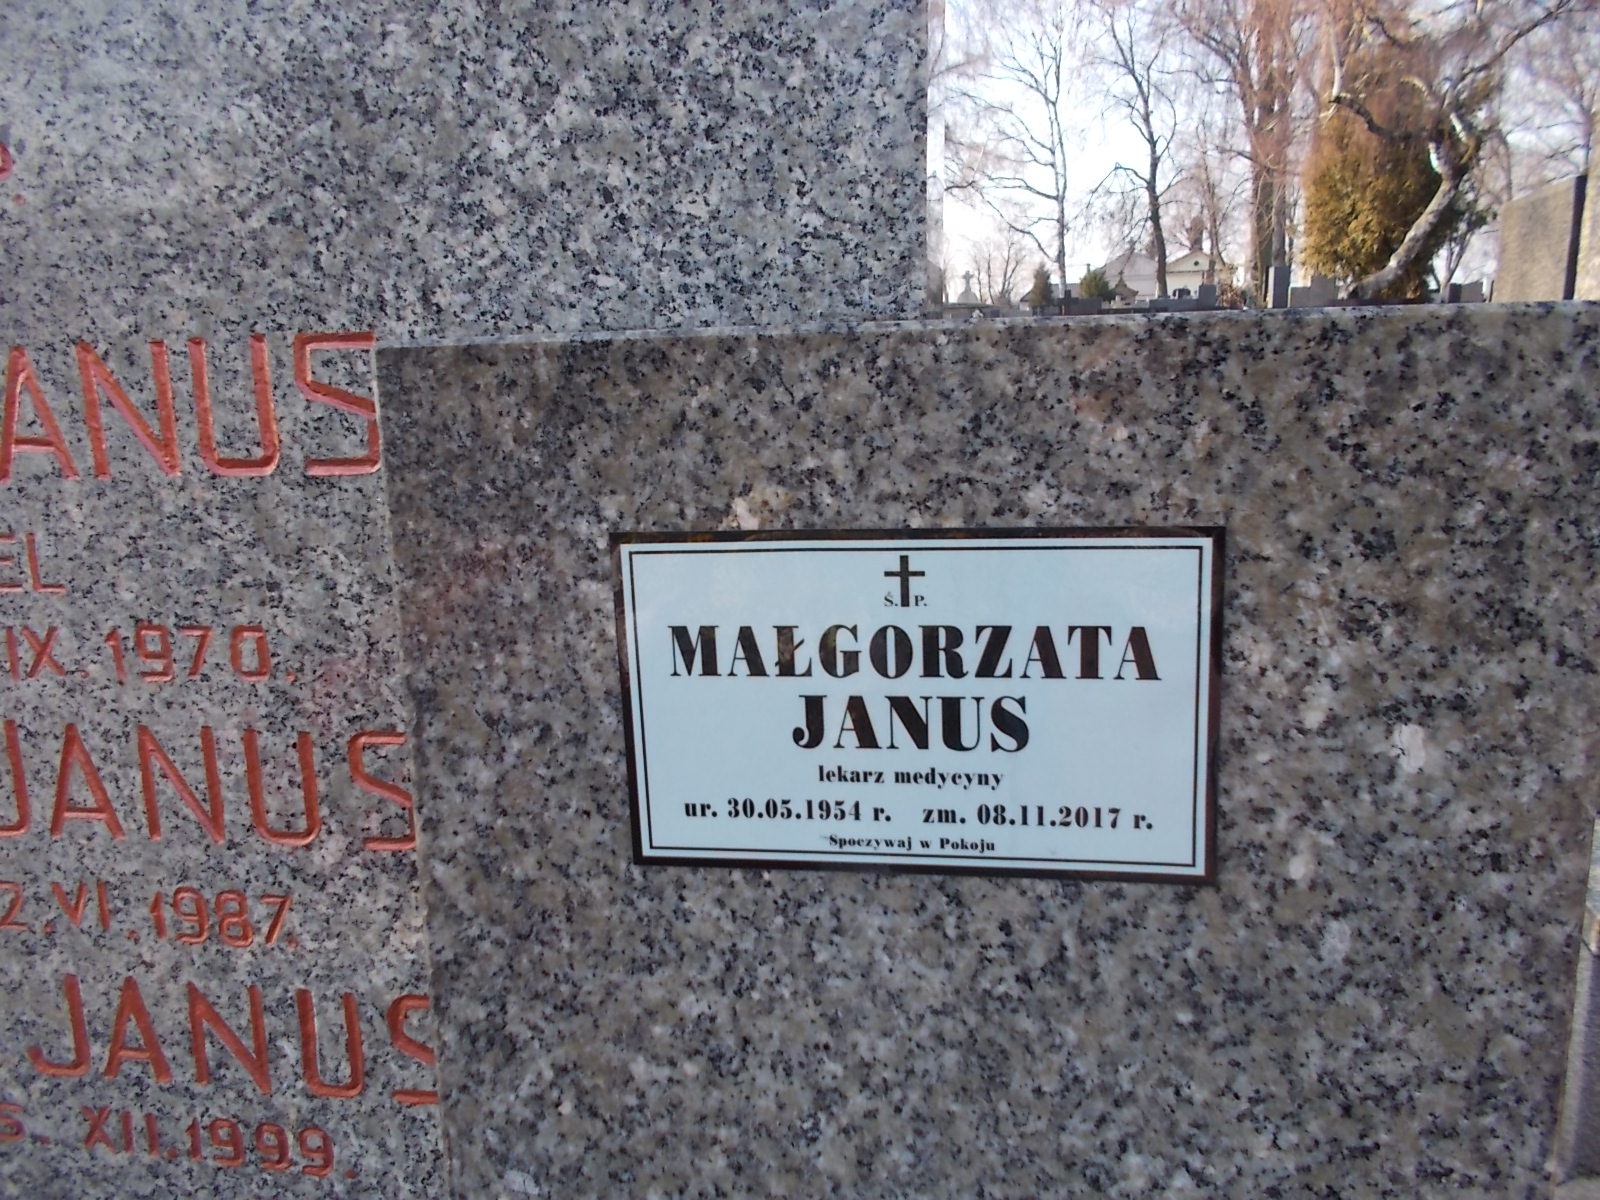 ANUS
EL
IX. 1970.
JANUS
2. VI. 1987.
JANUS
XII. 1999.
Ś. P.
MAŁGORZATA
JANUS
lekarz medycyny
ur. 30.05.1954 r. zm. 08.11.2017 r.
Spoczywaj w Pokoju